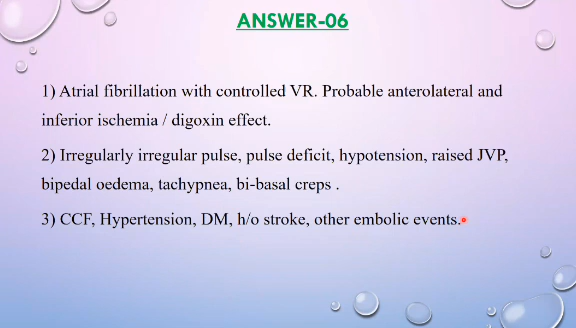 ANSWER-06
1) Atrial fibrillation with controlled VR. Probable anterolateral and
inferior ischemia / digoxin effect.
2) Irregularly irregular pulse, pulse deficit, hypotension, raised JVP,
bipedal oedema, tachypnea, bi-basal creps .
3) CCF, Hypertension, DM, h/o stroke, other embolic events.